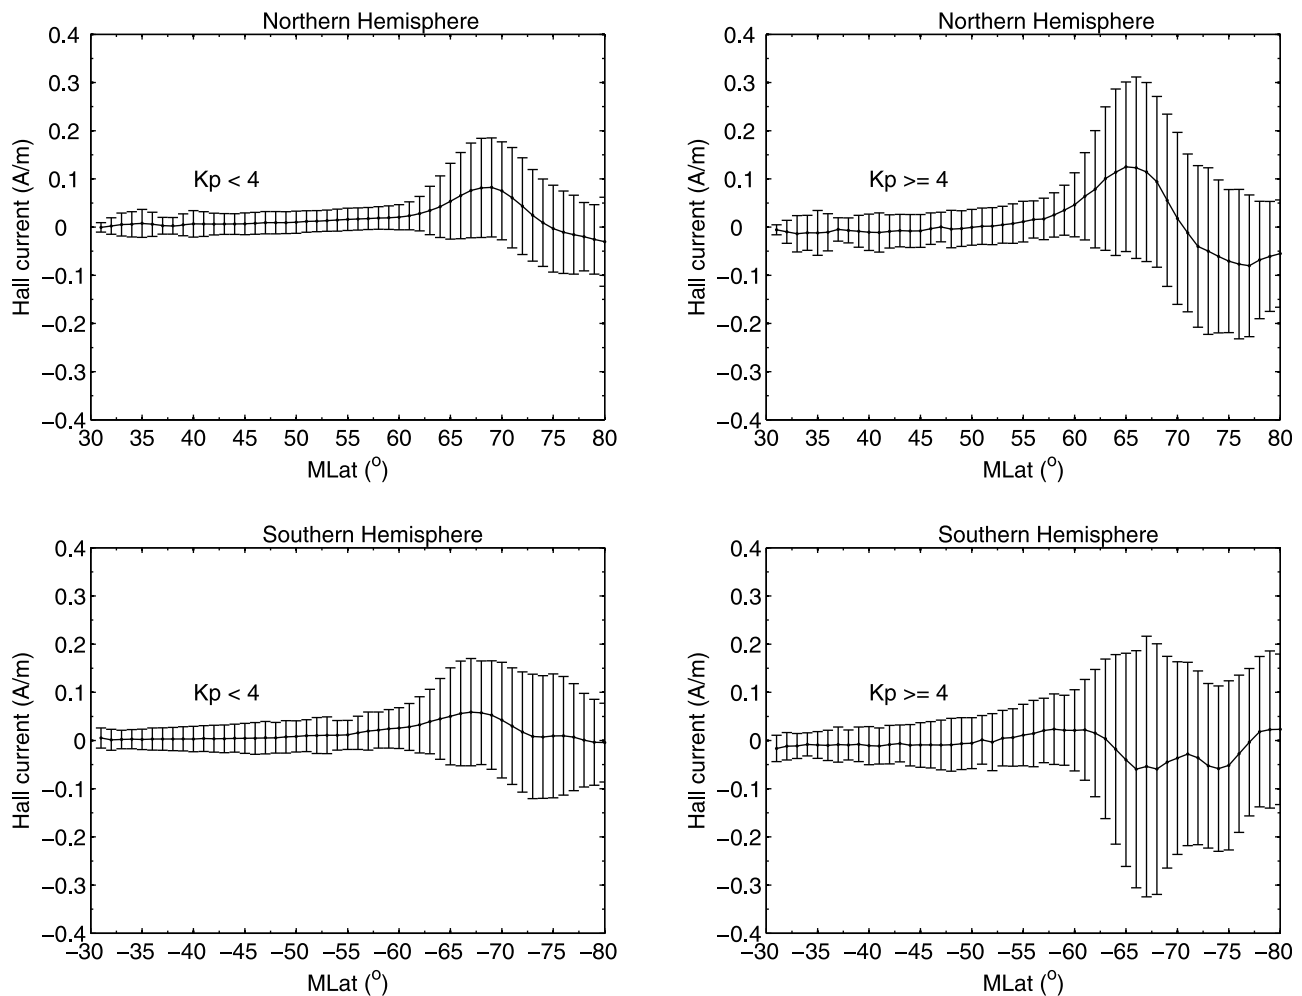 Northern Hemisphere
0.4
0.3
0.2
0.1
0
−0.1
−0.2
−0.3
−0.4
Hall current (A/m)
Kp < 4
30 35 40 45 50 55 60 65 70 75 80
MLat (o)
Northern Hemisphere
0.4
0.3
0.2
0.1
0
−0.1
−0.2
−0.3
−0.4
Hall current (A/m)
Kp >= 4
30 35 40 45 50 55 60 65 70 75 80
MLat (o)
Southern Hemisphere
0.4
0.3
0.2
0.1
0
−0.1
−0.2
−0.3
−0.4
Hall current (A/m)
Kp < 4
−30 −35 −40 −45 −50 −55 −60 −65 −70 −75 −80
MLat (o)
Southern Hemisphere
0.4
0.3
0.2
0.1
0
−0.1
−0.2
−0.3
−0.4
Hall current (A/m)
Kp >= 4
−30 −35 −40 −45 −50 −55 −60 −65 −70 −75 −80
MLat (o)